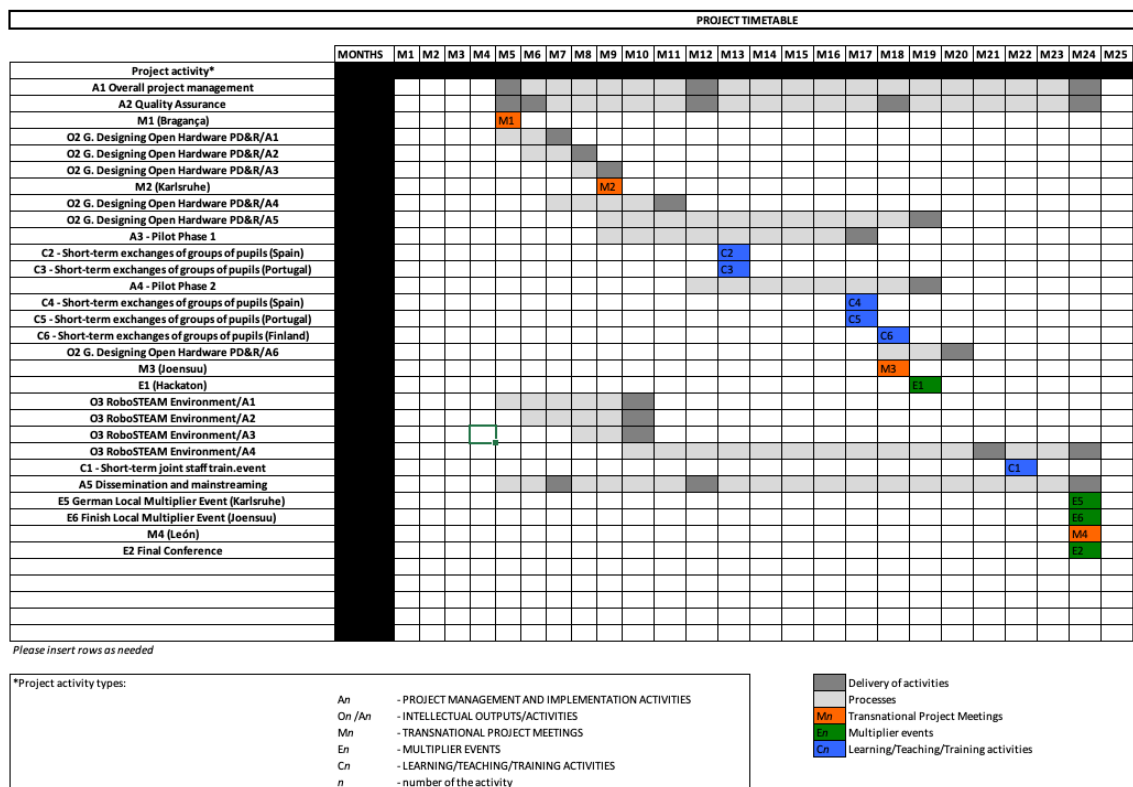 PROJECT TIMETABLE
MONTHS M1 M2 M3 M4 M5 M6 M7 M8 M9 M10 M11 M12 M13 M14 M15 M16 M17 M18 M19 M20 M21 M22 M23 M24 M25
Project activity*
A1 Overall project management
A2 Quality Assurance
M1 (Bragança) M1
O2 G. Designing Open Hardware PD&R/A1
O2 G. Designing Open Hardware PD&R/A2
O2 G. Designing Open Hardware PD&R/A3
M2 (Karlsruhe) M2
O2 G. Designing Open Hardware PD&R/A4
O2 G. Designing Open Hardware PD&R/A5
A3 - Pilot Phase 1
C2 - Short-term exchanges of groups of pupils (Spain) C2
C3 - Short-term exchanges of groups of pupils (Portugal) C3
A4 - Pilot Phase 2
C4 - Short-term exchanges of groups of pupils (Spain) C4
C5 - Short-term exchanges of groups of pupils (Portugal) C5
C6 - Short-term exchanges of groups of pupils (Finland) C6
O2 G. Designing Open Hardware PD&R/A6
M3 (Joensuu) M3
E1 (Hackaton) E1
O3 RoboSTEAM Environment/A1
O3 RoboSTEAM Environment/A2
O3 RoboSTEAM Environment/A3
O3 RoboSTEAM Environment/A4
C1 - Short-term joint staff train.event C1
A5 Dissemination and mainstreaming
E5 German Local Multiplier Event (Karlsruhe) E5
E6 Finish Local Multiplier Event (Joensuu) E6
M4 (León) M4
E2 Final Conference E2
Please insert rows as needed
*Project activity types:
An - PROJECT MANAGEMENT AND IMPLEMENTATION ACTIVITIES
On /An - INTELLECTUAL OUTPUTS/ACTIVITIES
Mn - TRANSNATIONAL PROJECT MEETINGS
En - MULTIPLIER EVENTS
Cn - LEARNING/TEACHING/TRAINING ACTIVITIES
n - number of the activity
Delivery of activities
Processes
Mn Transnational Project Meetings
En Multiplier events
Cn Learning/Teaching/Training activities